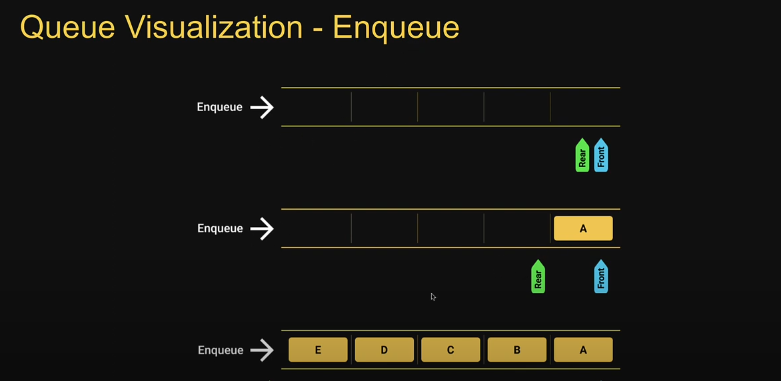 Queue Visualization - Enqueue
Enqueue
Rear Front
Enqueue A
Rear Front
Enqueue E D C B A